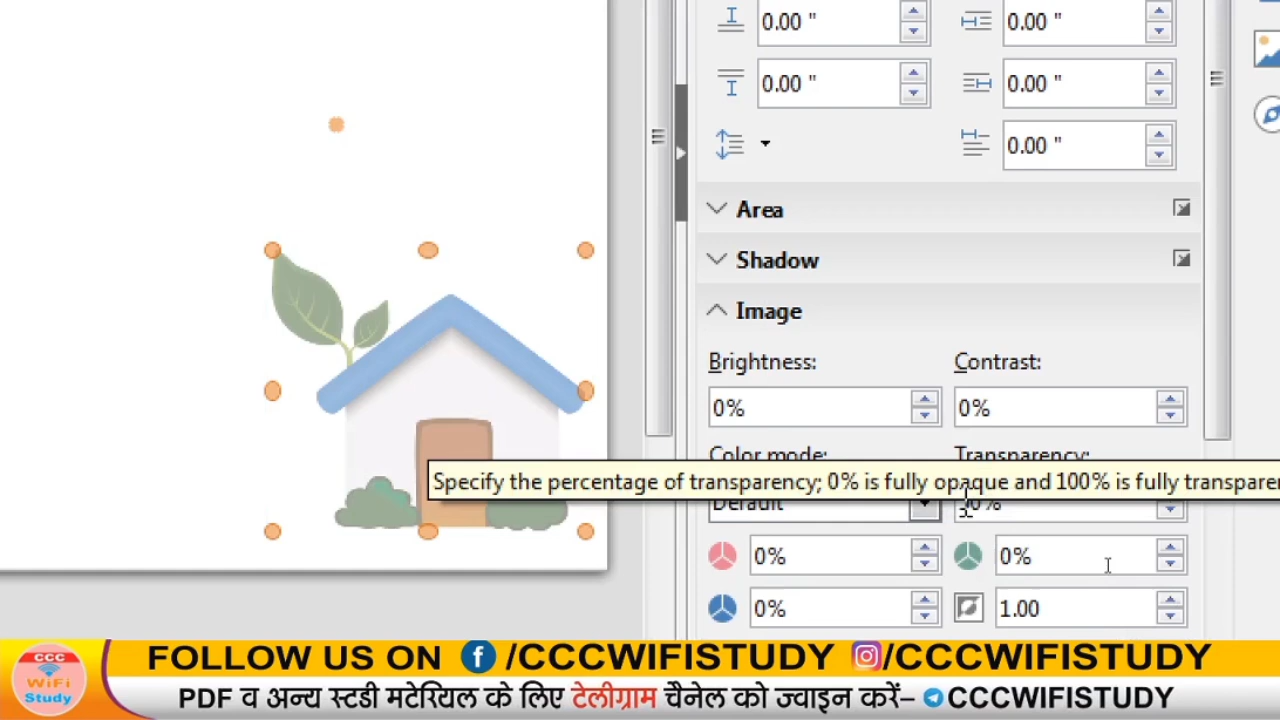 0.00 " 0.00 "
0.00 " 0.00 "
0.00 "
Area
Shadow
Image
Brightness: Contrast:
0% 0%
Color mode: Transparency:
Specify the percentage of transparency; 0% is fully opaque and 100% is fully transparen
Default
0% 0%
0% 1.00
FOLLOW US ON /CCCWIFISTUDY /CCCWIFISTUDY
CCC
WiFi
Study
PDF व अन्य स्टडी मटेरियल के लिए टेलीग्राम चैनेल को ज्वाइन करें– CCCWIFISTUDY